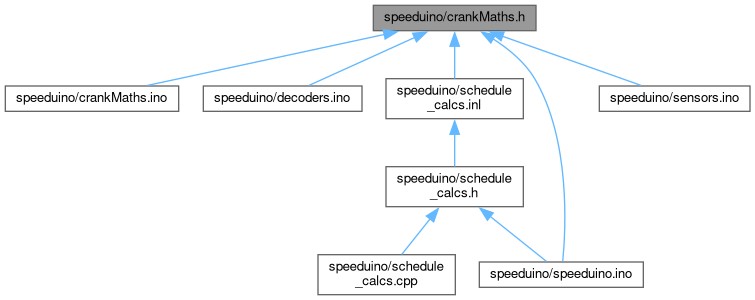 speeduino/crankMaths.h
speeduino/crankMaths.ino
speeduino/decoders.ino
speeduino/schedule
_calcs.inl
speeduino/sensors.ino
speeduino/schedule
_calcs.h
speeduino/schedule
_calcs.cpp
speeduino/speeduino.ino